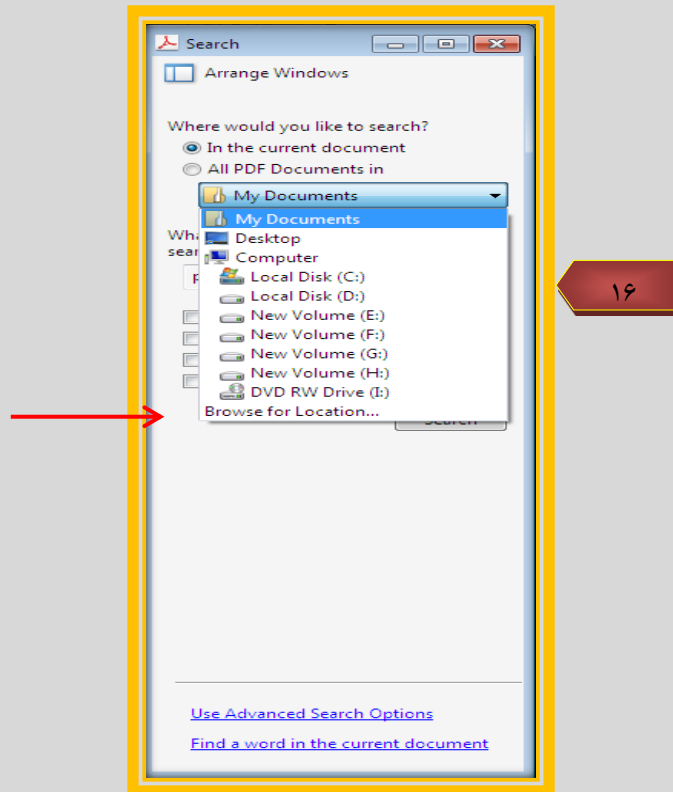 Search
Arrange Windows
Where would you like to search?
In the current document
All PDF Documents in
My Documents
My Documents
Desktop
Computer
Local Disk (C:)
Local Disk (D:)
New Volume (E:)
New Volume (F:)
New Volume (G:)
New Volume (H:)
DVD RW Drive (I:)
Browse for Location...
Search
Use Advanced Search Options
Find a word in the current document
۱۶